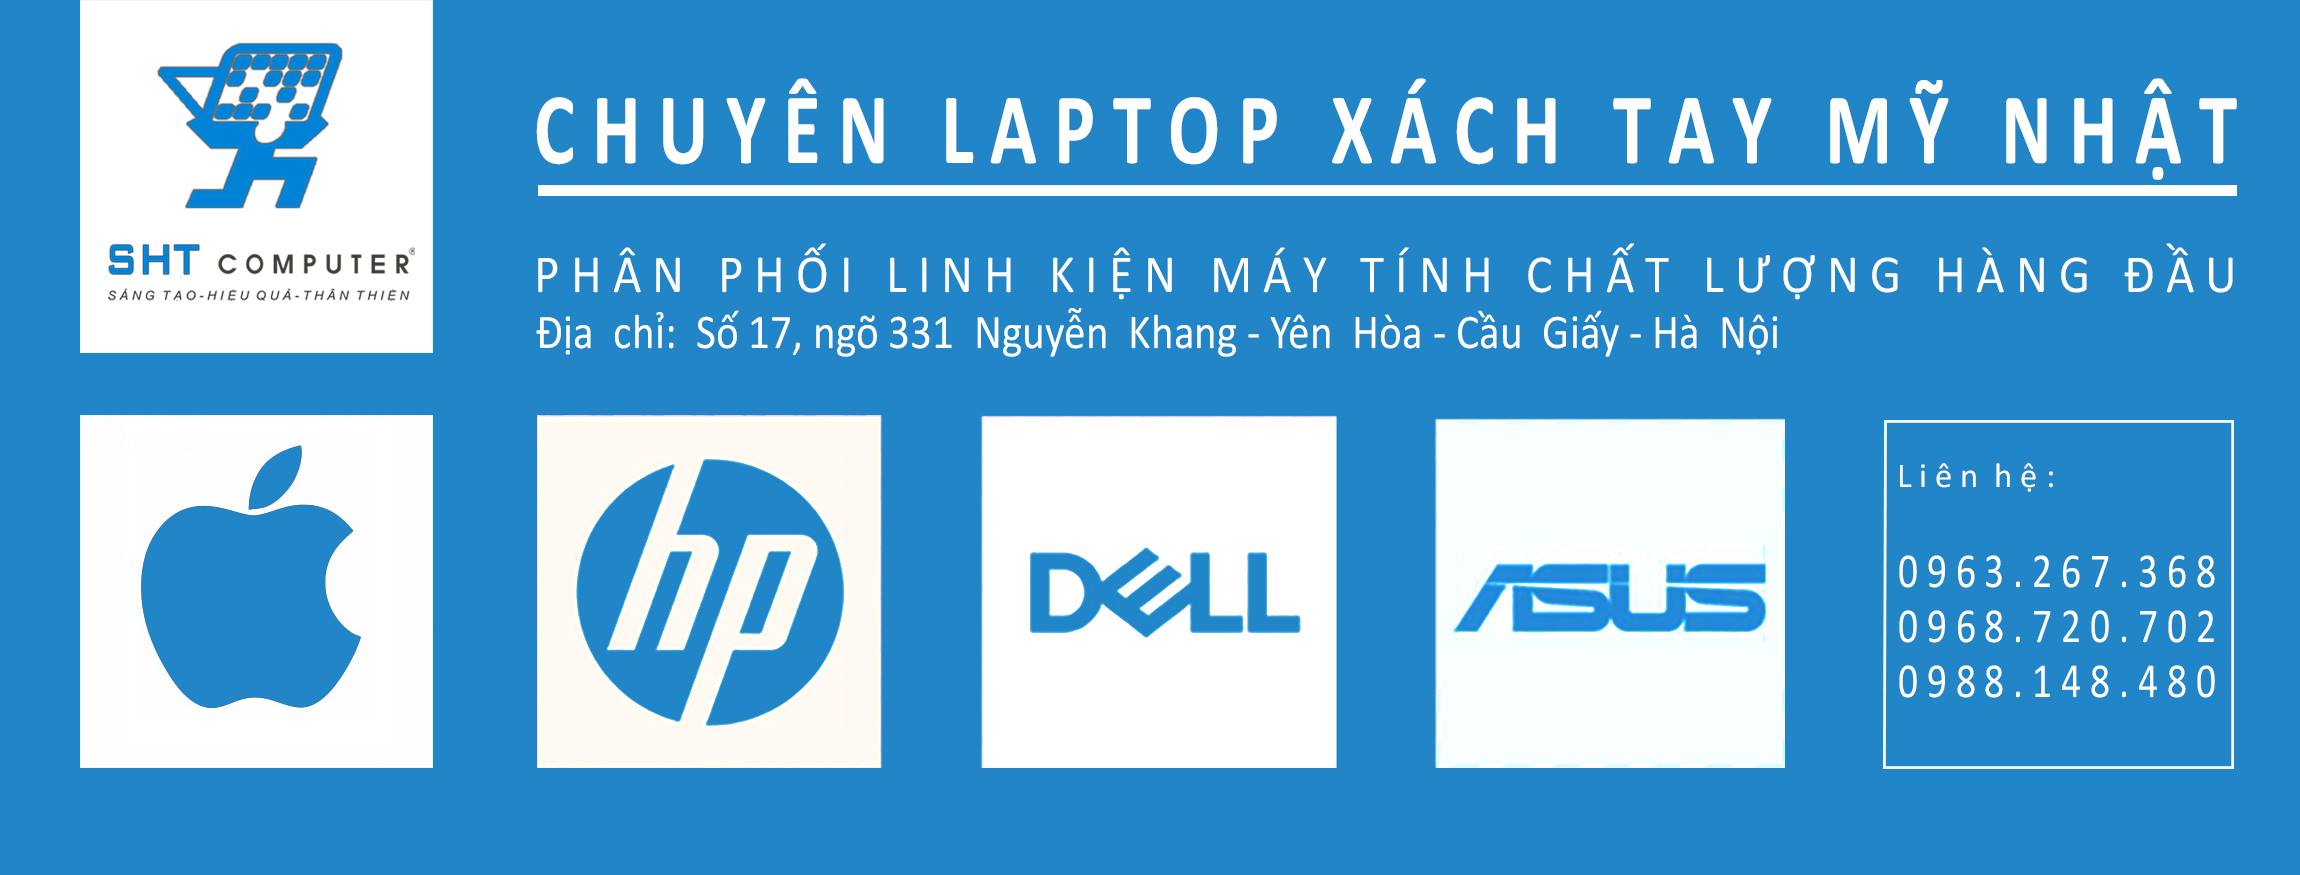 CHUYÊN LAPTOP XÁCH TAY MỸ NHẬT
SHT COMPUTER®
SÁNG TẠO-HIỆU QUẢ-THÂN THIỆN
PHÂN PHỐI LINH KIỆN MÁY TÍNH CHẤT LƯỢNG HÀNG ĐẦU
Địa chỉ: Số 17, ngõ 331 Nguyễn Khang - Yên Hòa - Cầu Giấy - Hà Nội
hp
DELL
ASUS
Liên hệ:
0963.267.368
0968.720.702
0988.148.480